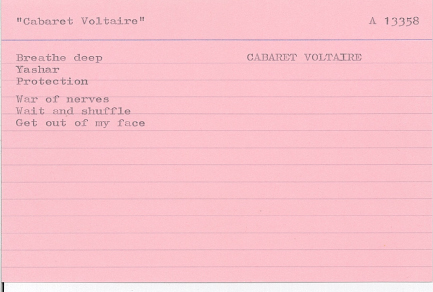 "Cabaret Voltaire" A 13358
Breathe deep CABARET VOLTAIRE
Yashar
Protection
War of nerves
Wait and shuffle
Get out of my face